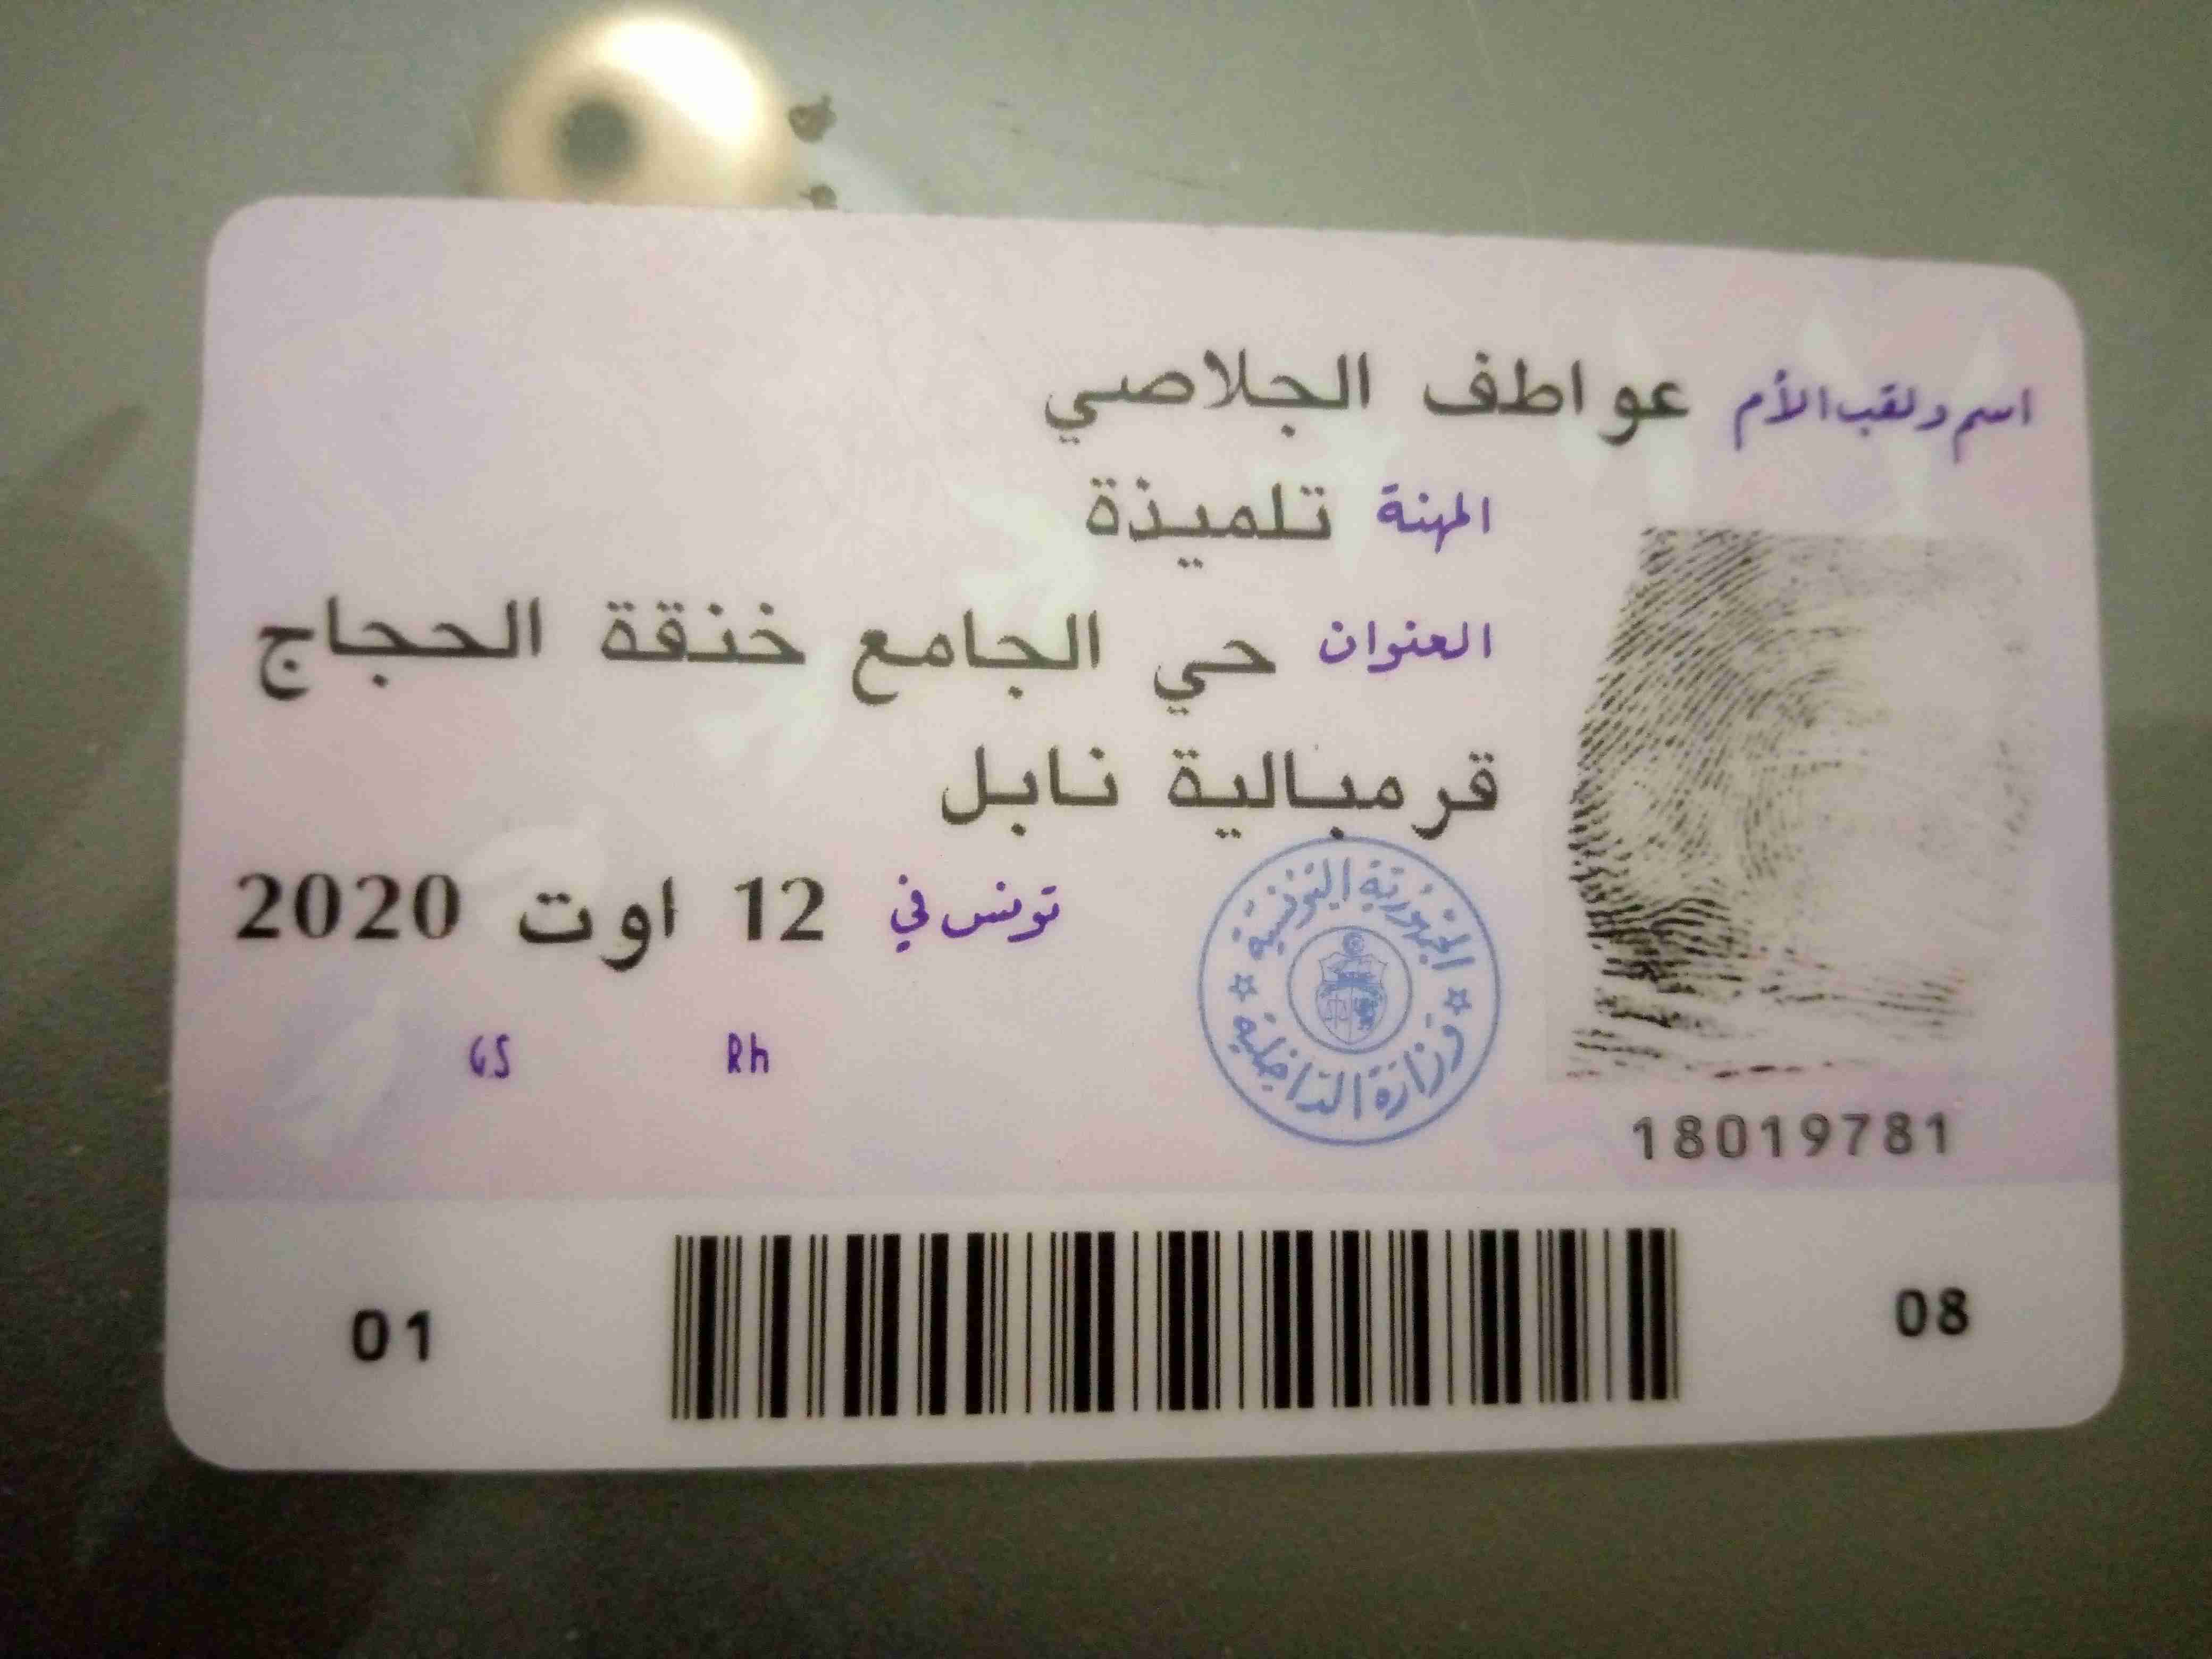 اسم ولقب الأم عواطف الجلاصي
المهنة تلميذة
العنوان حي الجامع خنقة الحجاج
قرمبالية نابل
تونس في 12 اوت 2020
الجمهورية التونسية
وزارة الداخلية
GS Rh
18019781
01 08